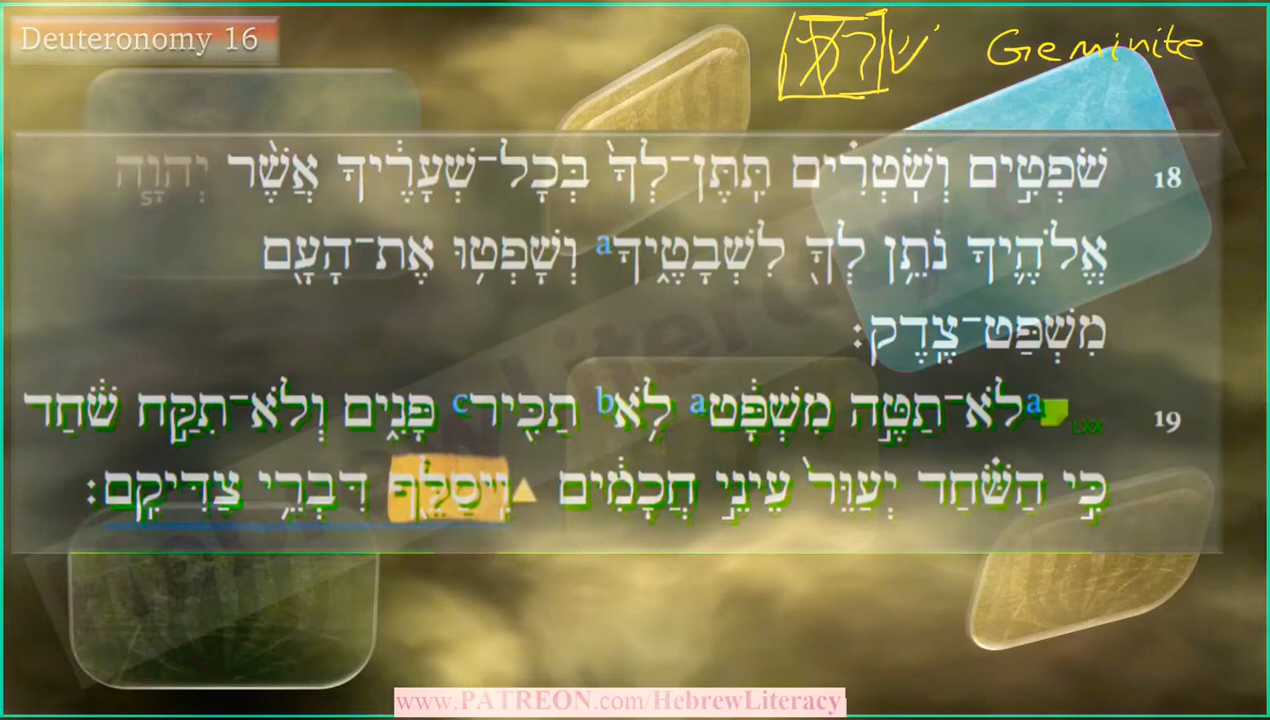 Deuteronomy 16
Geminite
18 שֹׁפְטִ֣ים וְשֹֽׁטְרִ֗ים תִּֽתֶּן־לְךָ֙ בְּכָל־שְׁעָרֶ֔יךָ אֲשֶׁ֨ר יְהוָ֧ה
אֱלֹהֶ֛יךָ נֹתֵ֥ן לְךָ֖ לִשְׁבָטֶ֑יךָ a וְשָׁפְט֥וּ אֶת־הָעָ֖ם
מִשְׁפַּט־צֶֽדֶק׃
19 a לֹא־תַטֶּ֣ה מִשְׁפָּ֔ט a לֹ֥א b תַכִּ֖יר c פָּנִ֑ים וְלֹא־תִקַּ֣ח שֹׁ֔חַד
כִּ֣י הַשֹּׁ֗חַד יְעַוֵּר֙ עֵינֵ֣י חֲכָמִ֔ים וִֽיסַלֵּ֖ף דִּבְרֵ֥י צַדִּיקִֽם׃
www.PATREON.com/HebrewLiteracy